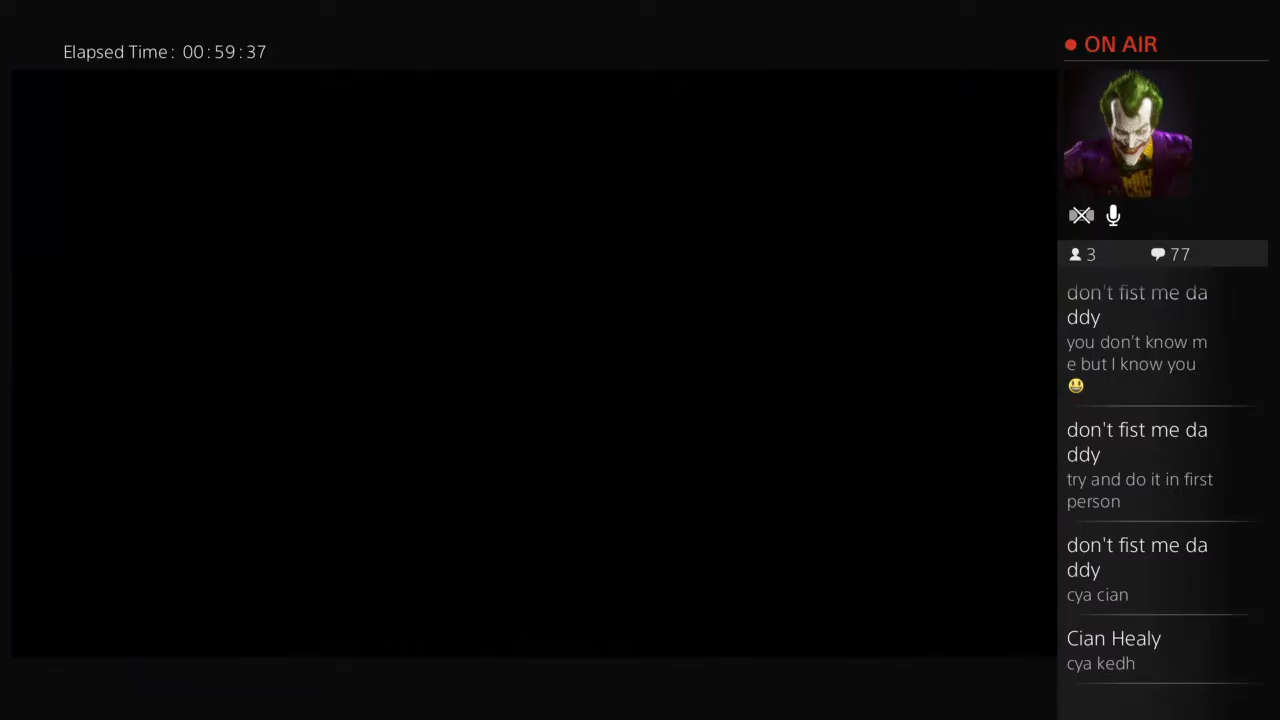 Elapsed Time: 00:59:37
ON AIR
3 77
don't fist me da
ddy
you don't know m
e but I know you
😃
don't fist me da
ddy
try and do it in first
person
don't fist me da
ddy
cya cian
Cian Healy
cya kedh